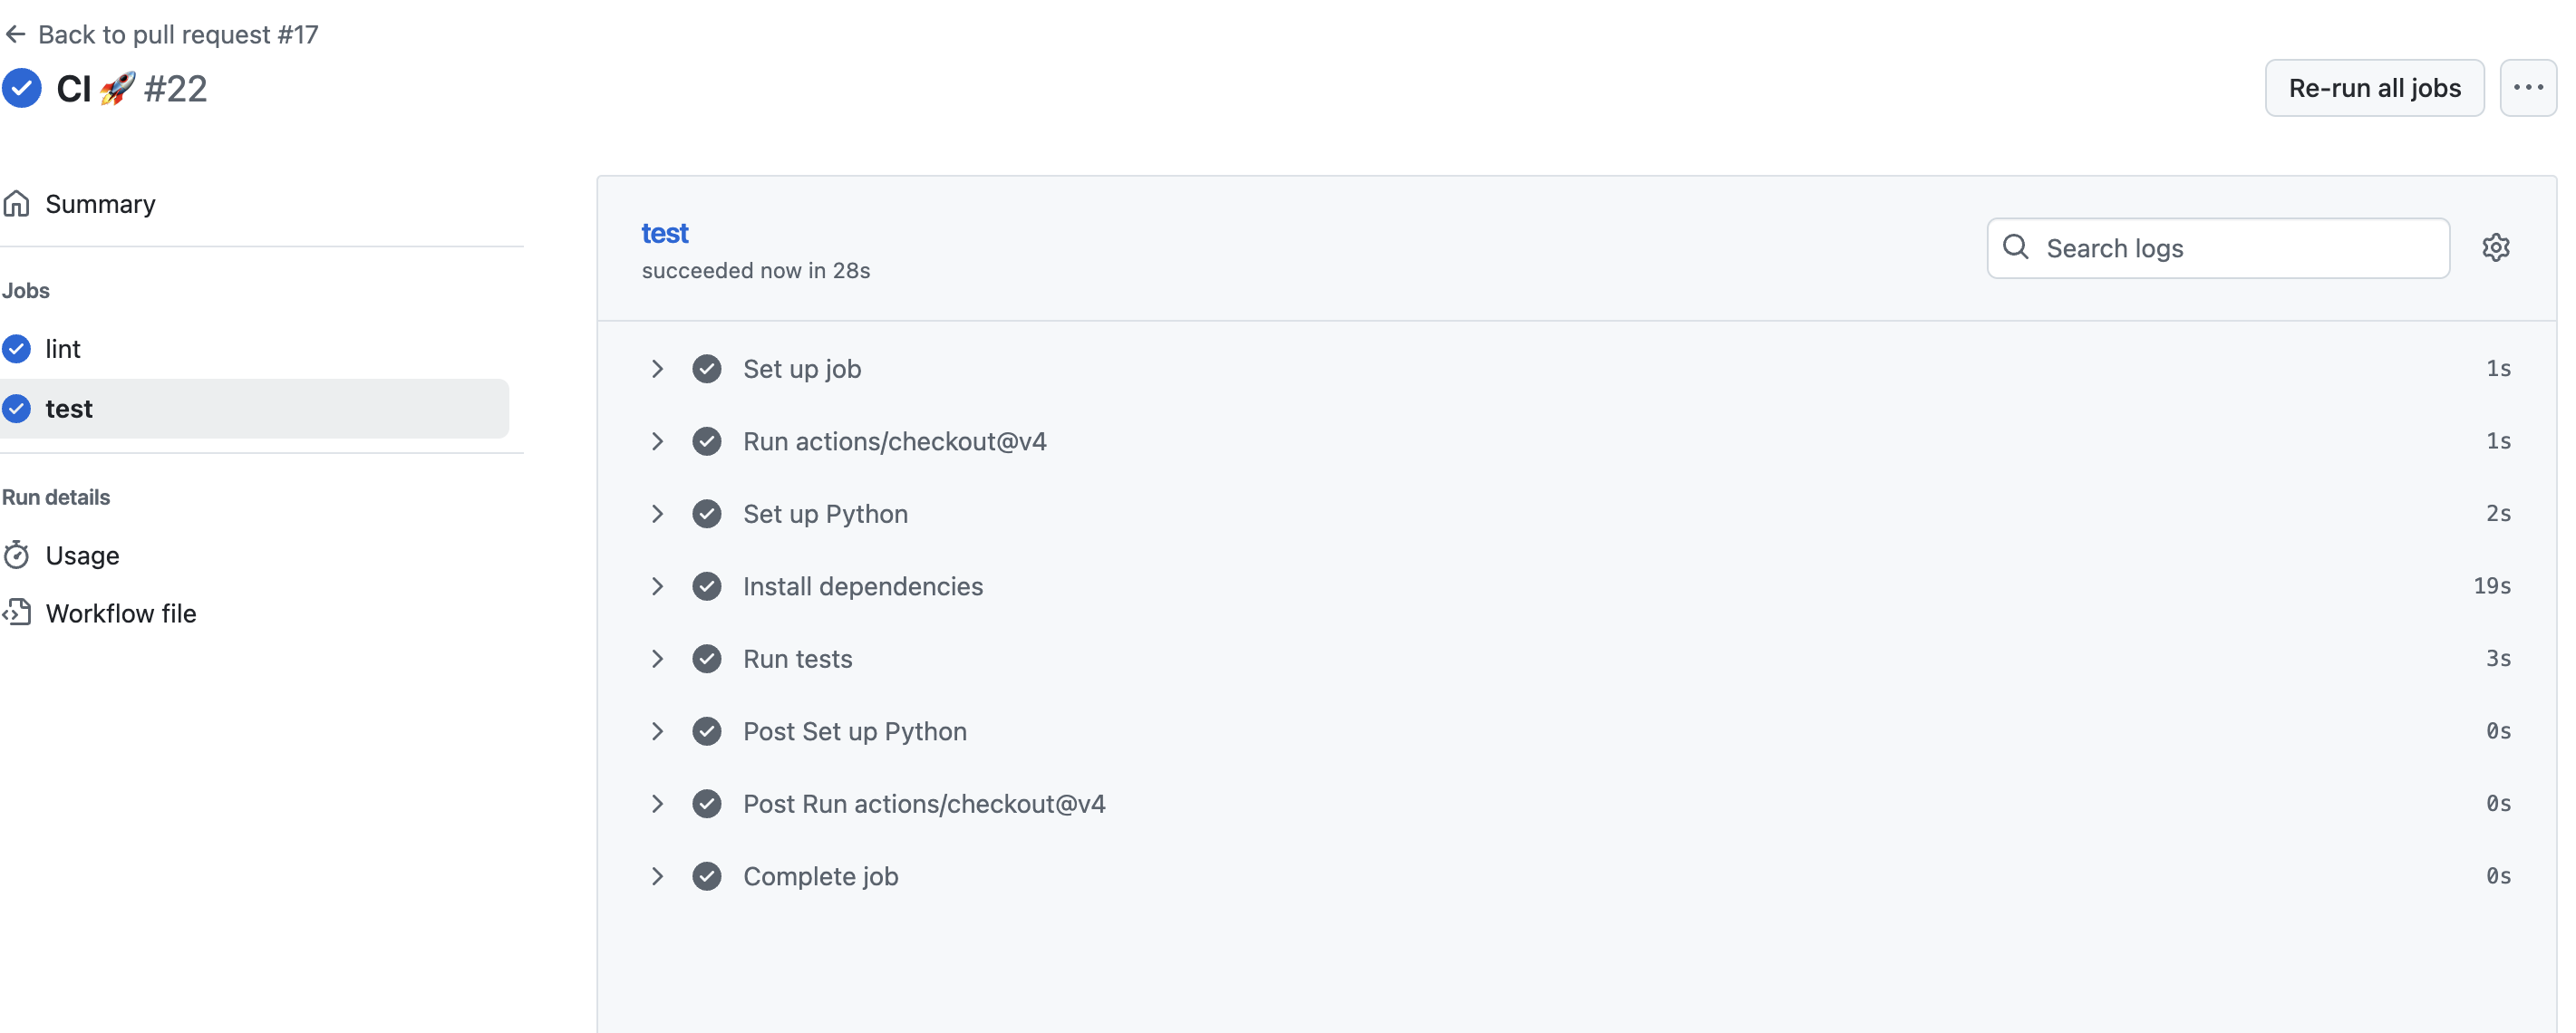 Back to pull request #17
CI 🚀 #22
Re-run all jobs
Summary
Jobs
lint
test
Run details
Usage
Workflow file
test
succeeded now in 28s
Search logs
Set up job 1s
Run actions/checkout@v4 1s
Set up Python 2s
Install dependencies 19s
Run tests 3s
Post Set up Python 0s
Post Run actions/checkout@v4 0s
Complete job 0s